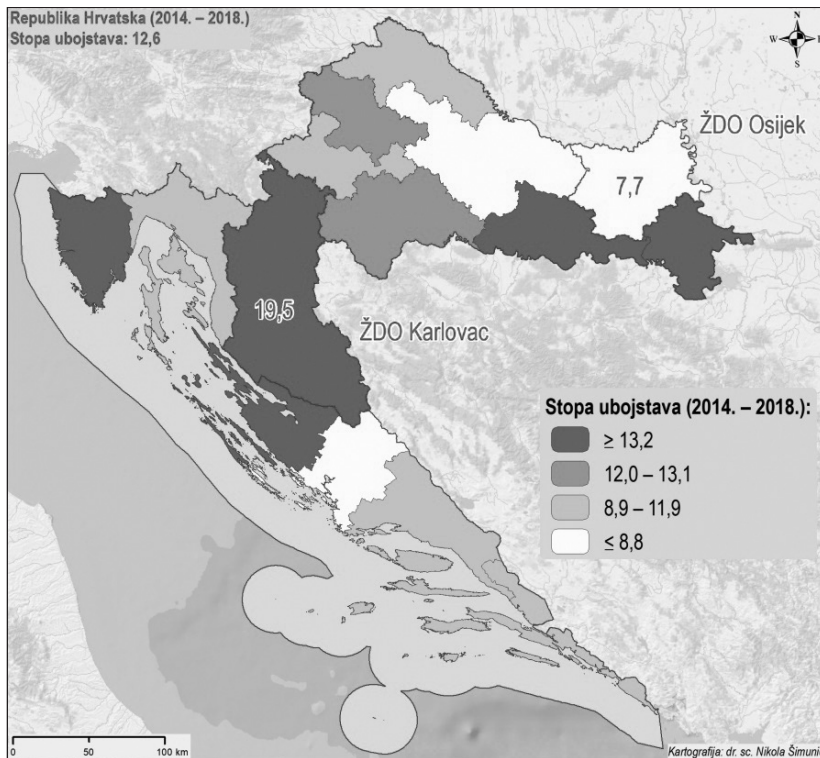 Republika Hrvatska (2014. – 2018.)
Stopa ubojstava: 12,6
N
W
E
S
ŽDO Osijek
7,7
19,5
ŽDO Karlovac
Stopa ubojstava (2014. – 2018.):
≥ 13,2
12,0 – 13,1
8,9 – 11,9
≤ 8,8
0 50 100 km
Kartografija: dr. sc. Nikola Šimunić